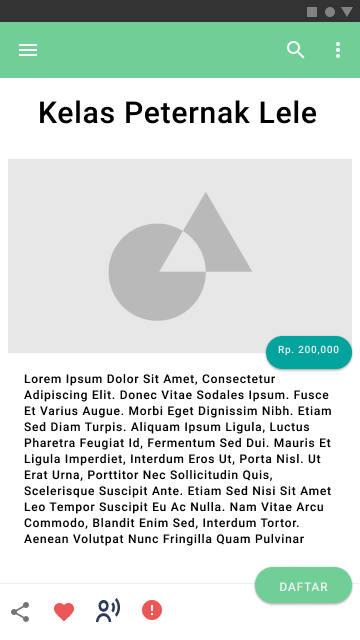 Kelas Peternak Lele
Rp. 200,000
Lorem Ipsum Dolor Sit Amet, Consectetur
Adipiscing Elit. Donec Vitae Sodales Ipsum. Fusce
Et Varius Augue. Morbi Eget Dignissim Nibh. Etiam
Sed Diam Turpis. Aliquam Ipsum Ligula, Luctus
Pharetra Feugiat Id, Fermentum Sed Dui. Mauris Et
Ligula Imperdiet, Interdum Eros Ut, Porta Nisl. Ut
Erat Urna, Porttitor Nec Sollicitudin Quis,
Scelerisque Suscipit Ante. Etiam Sed Nisi Sit Amet
Leo Tempor Suscipit Eu Ac Nulla. Nam Vitae Arcu
Commodo, Blandit Enim Sed, Interdum Tortor.
Aenean Volutpat Nunc Fringilla Quam Pulvinar
DAFTAR